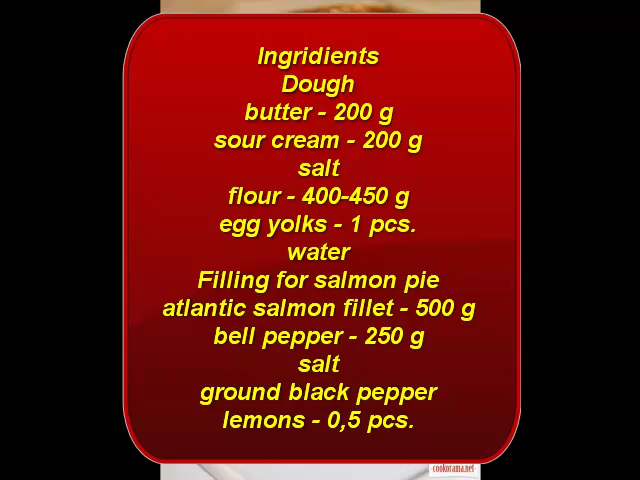 Ingridients
Dough
butter - 200 g
sour cream - 200 g
salt
flour - 400-450 g
egg yolks - 1 pcs.
water
Filling for salmon pie
atlantic salmon fillet - 500 g
bell pepper - 250 g
salt
ground black pepper
lemons - 0,5 pcs.
cookorama.net